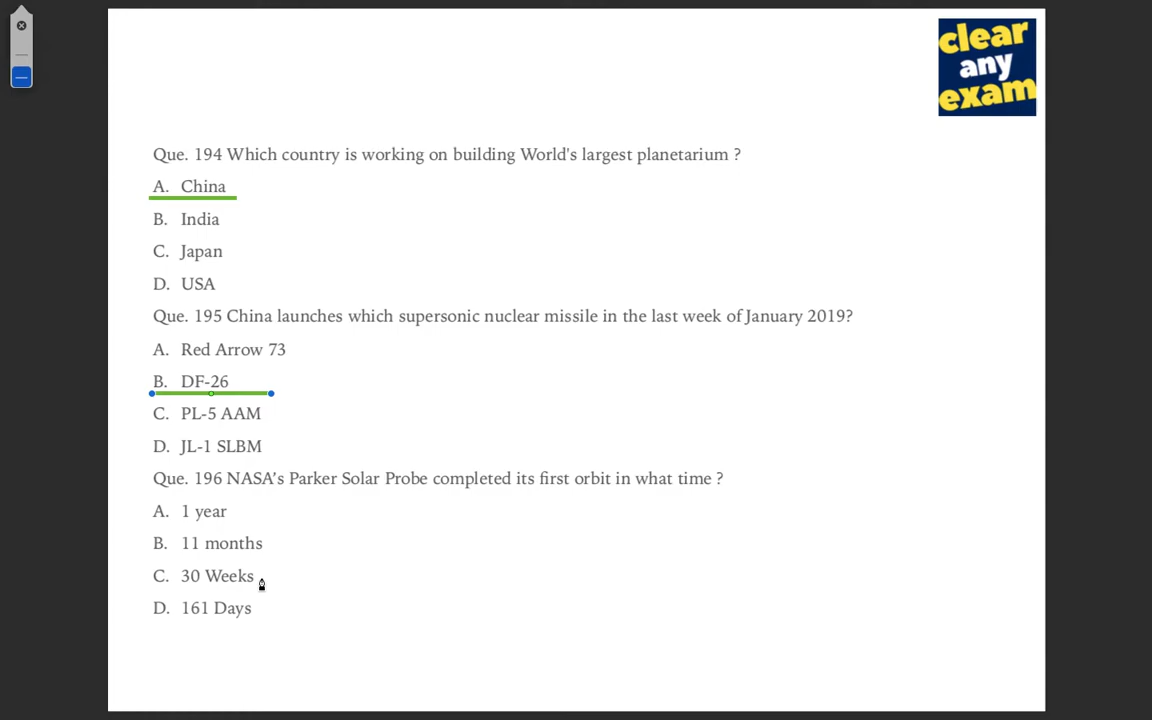 clear
any
exam
Que. 194 Which country is working on building World's largest planetarium ?
A. China
B. India
C. Japan
D. USA
Que. 195 China launches which supersonic nuclear missile in the last week of January 2019?
A. Red Arrow 73
B. DF-26
C. PL-5 AAM
D. JL-1 SLBM
Que. 196 NASA’s Parker Solar Probe completed its first orbit in what time ?
A. 1 year
B. 11 months
C. 30 Weeks
D. 161 Days